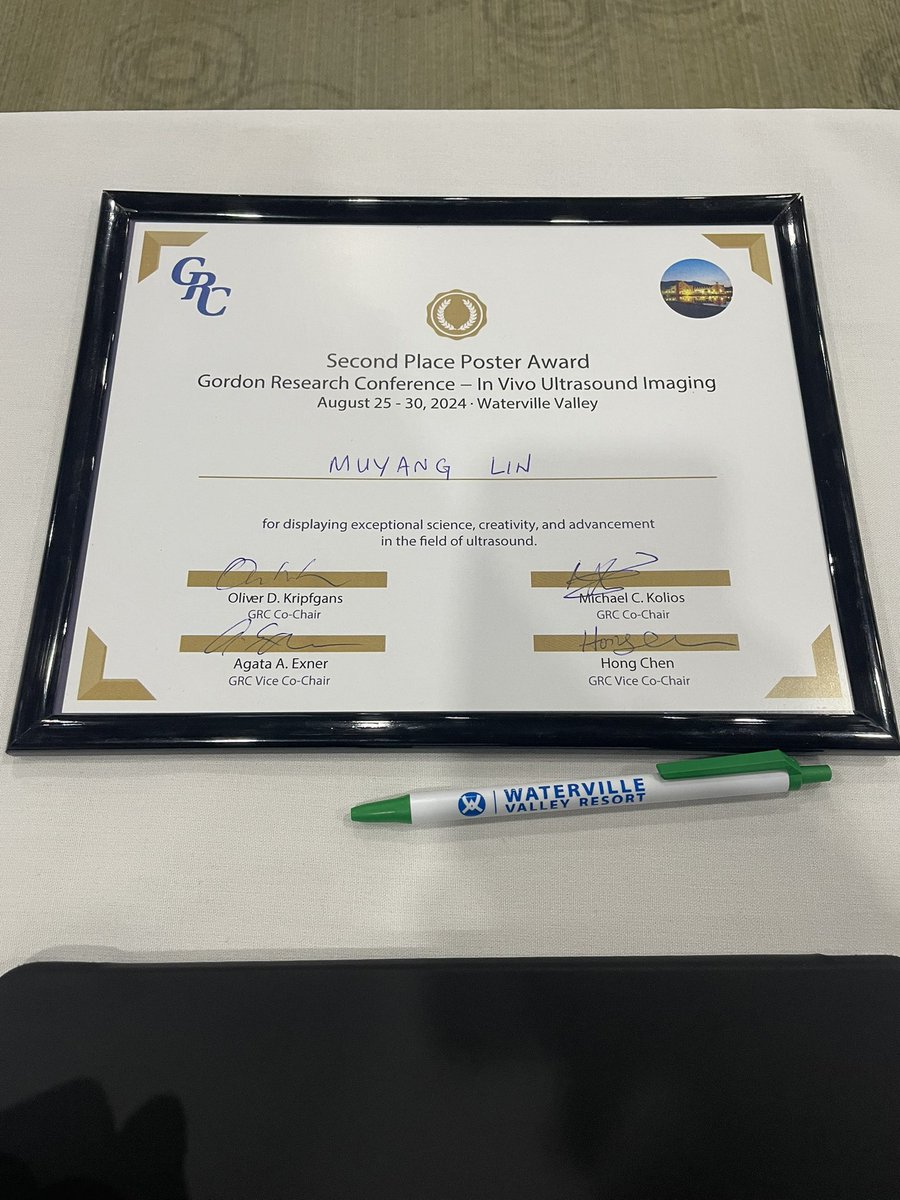 GRC
Second Place Poster Award
Gordon Research Conference – In Vivo Ultrasound Imaging
August 25 - 30, 2024 · Waterville Valley
MUYANG LIN
for displaying exceptional science, creativity, and advancement
in the field of ultrasound.
Oliver D. Kripfgans
GRC Co-Chair
Michael C. Kolios
GRC Co-Chair
Agata A. Exner
GRC Vice Co-Chair
Hong Chen
GRC Vice Co-Chair
WATERVILLE
VALLEY RESORT